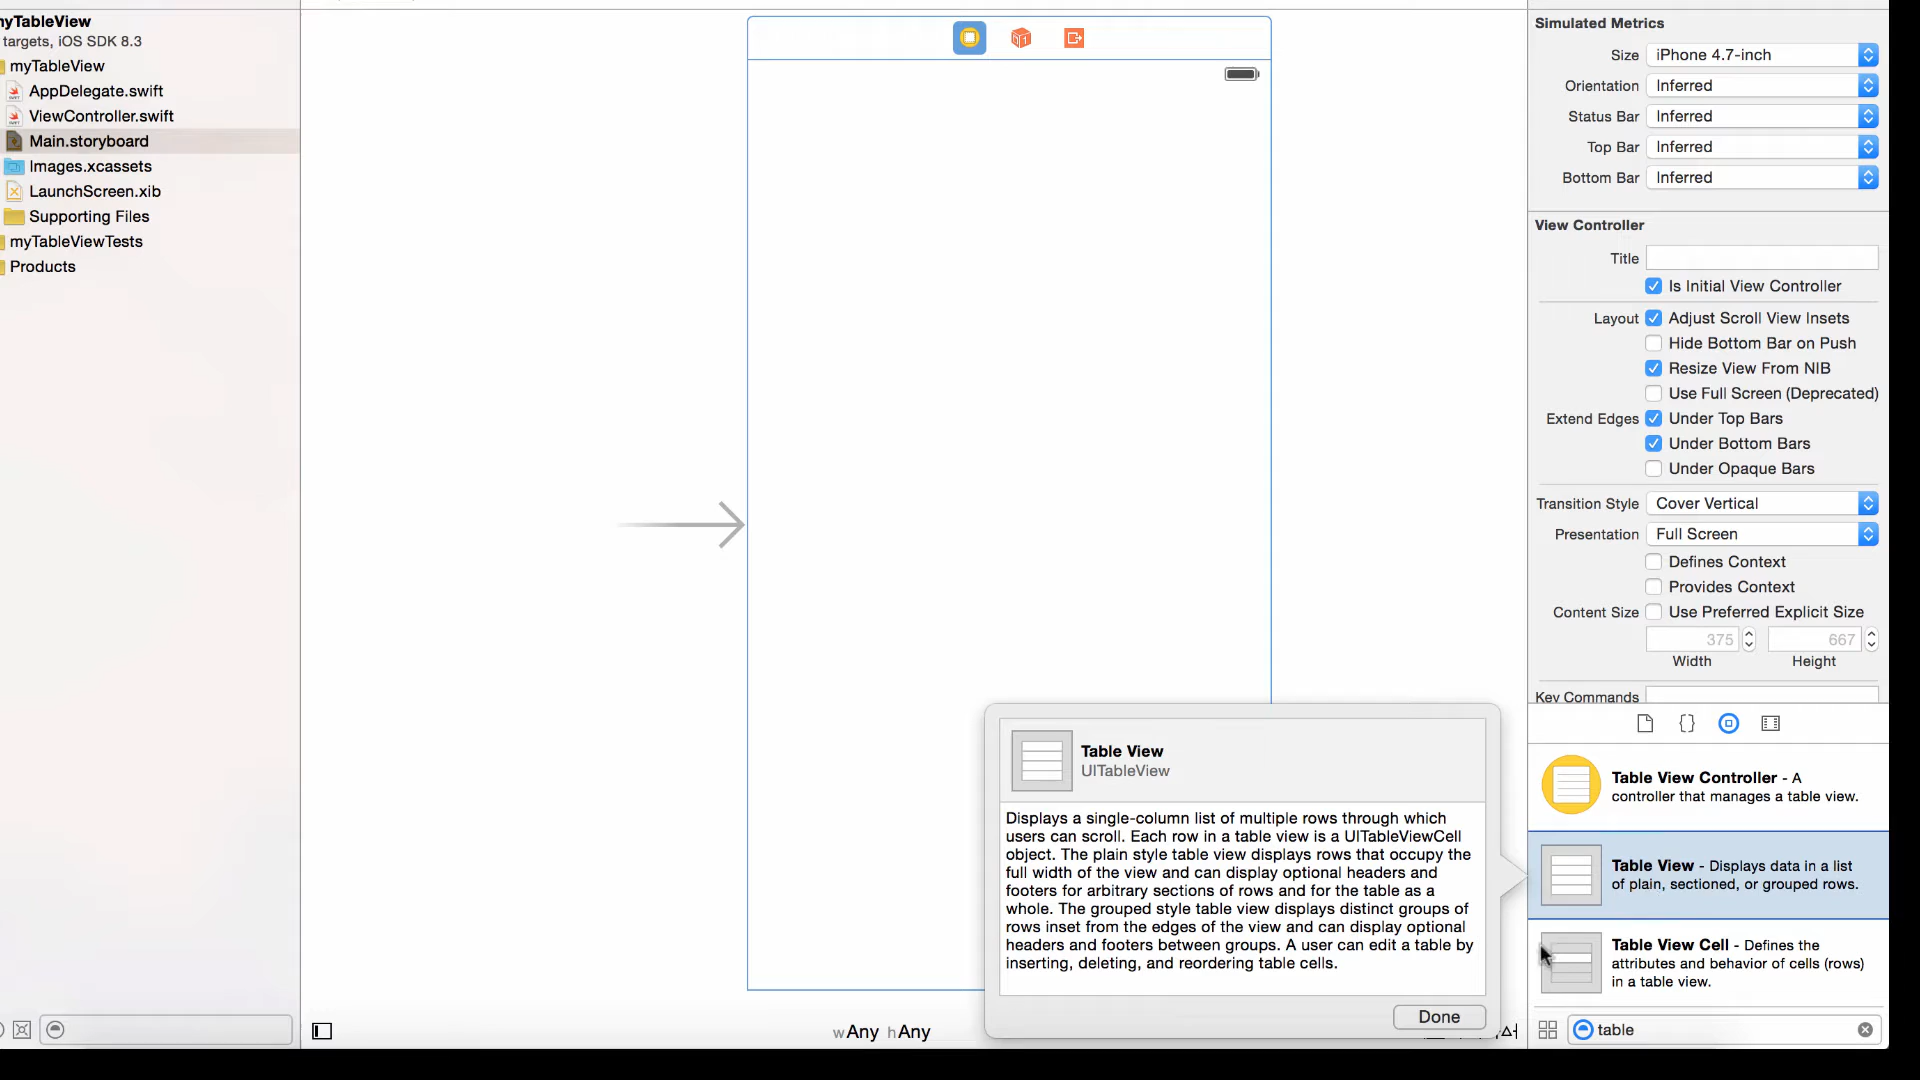 myTableView
targets, iOS SDK 8.3
myTableView
AppDelegate.swift
ViewController.swift
Main.storyboard
Images.xcassets
LaunchScreen.xib
Supporting Files
myTableViewTests
Products
wAny hAny
Simulated Metrics
Size iPhone 4.7-inch
Orientation Inferred
Status Bar Inferred
Top Bar Inferred
Bottom Bar Inferred
View Controller
Title
Is Initial View Controller
Layout Adjust Scroll View Insets
Hide Bottom Bar on Push
Resize View From NIB
Use Full Screen (Deprecated)
Extend Edges Under Top Bars
Under Bottom Bars
Under Opaque Bars
Transition Style Cover Vertical
Presentation Full Screen
Defines Context
Provides Context
Content Size Use Preferred Explicit Size
375 667
Width Height
Key Commands
Table View
UITableView
Displays a single-column list of multiple rows through which
users can scroll. Each row in a table view is a UITableViewCell
object. The plain style table view displays rows that occupy the
full width of the view and can display optional headers and
footers for arbitrary sections of rows and for the table as a
whole. The grouped style table view displays distinct groups of
rows inset from the edges of the view and can display optional
headers and footers between groups. A user can edit a table by
inserting, deleting, and reordering table cells.
Done
Table View Controller - A
controller that manages a table view.
Table View - Displays data in a list
of plain, sectioned, or grouped rows.
Table View Cell - Defines the
attributes and behavior of cells (rows)
in a table view.
table